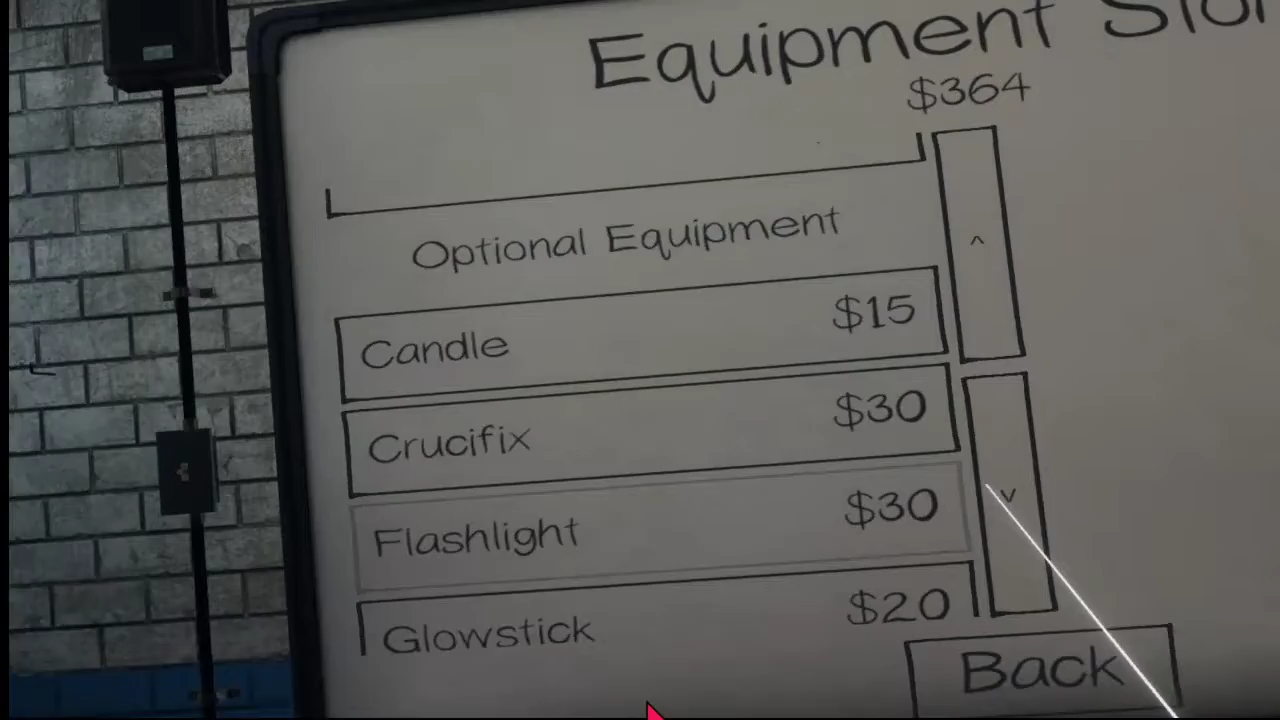 Equipment
$364
Optional Equipment
Candle $15
Crucifix $30
Flashlight $30
Glowstick $20
^
v
Back